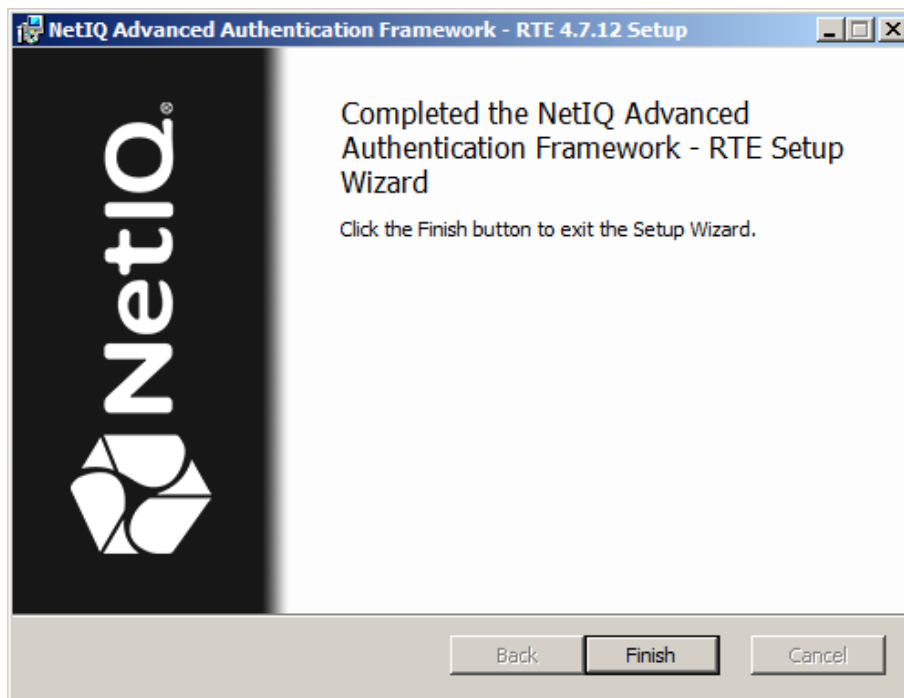 NetIQ Advanced Authentication Framework - RTE 4.7.12 Setup
NetIQ®
Completed the NetIQ Advanced
Authentication Framework - RTE Setup
Wizard
Click the Finish button to exit the Setup Wizard.
Back
Finish
Cancel